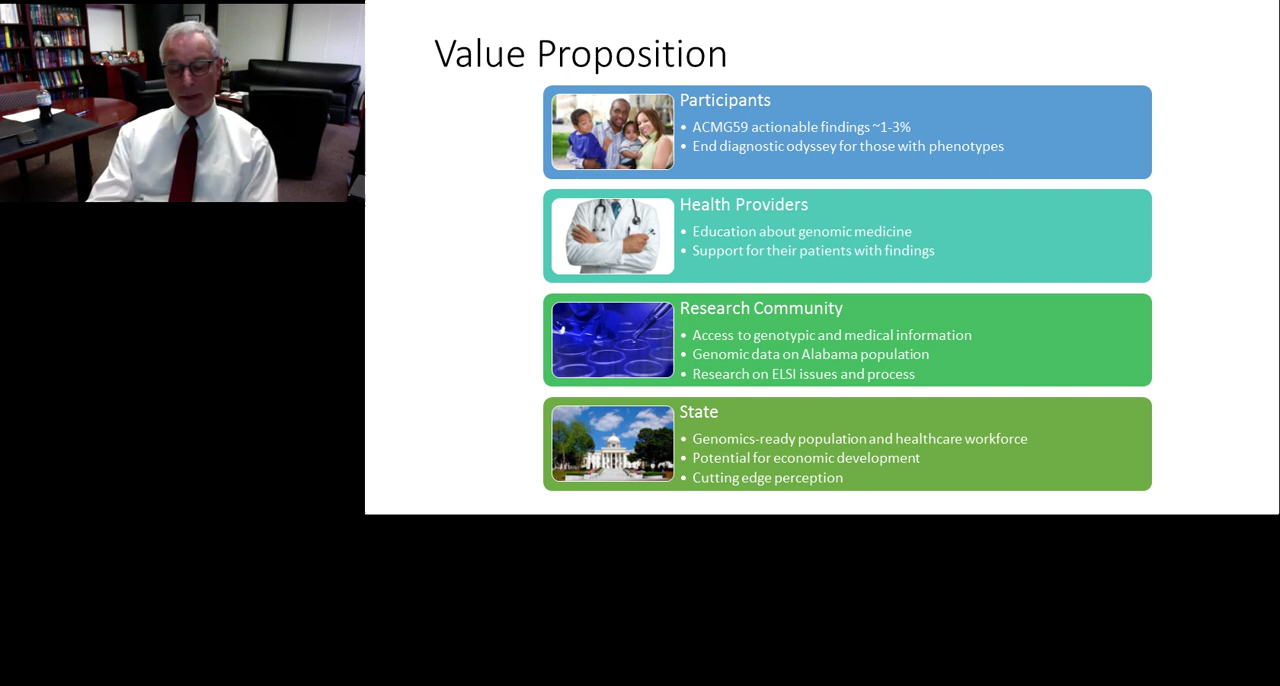 Value Proposition
Participants
• ACMG59 actionable findings ~1-3%
• End diagnostic odyssey for those with phenotypes
Health Providers
• Education about genomic medicine
• Support for their patients with findings
Research Community
• Access to genotypic and medical information
• Genomic data on Alabama population
• Research on ELSI issues and process
State
• Genomics-ready population and healthcare workforce
• Potential for economic development
• Cutting edge perception